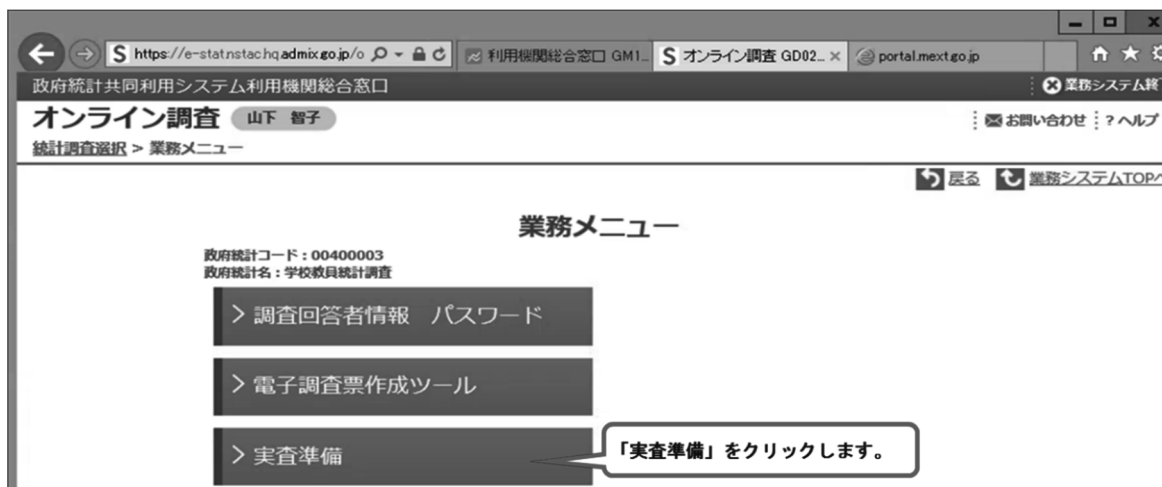 https://e-stat.nstac.hq.admix.go.jp/o
利用機関総合窓口 GM1...
オンライン調査 GD02...
portal.mext.go.jp
政府統計共同利用システム利用機関総合窓口
業務システム終
オンライン調査 山下 智子
お問い合わせ ? ヘルプ
統計調査選択 > 業務メニュー
戻る 業務システムTOPへ
業務メニュー
政府統計コード:00400003
政府統計名:学校教員統計調査
> 調査回答者情報 パスワード
> 電子調査票作成ツール
> 実査準備
「実査準備」をクリックします。